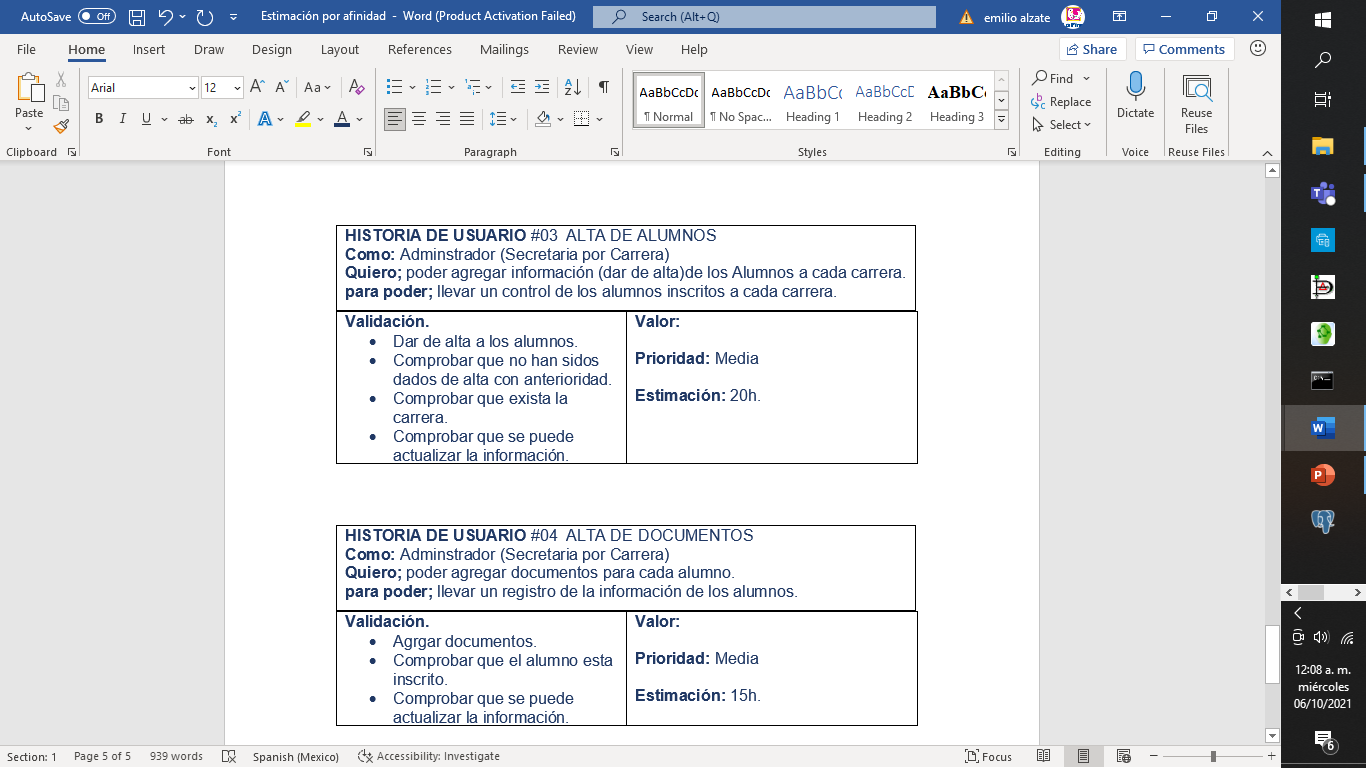 AutoSave Off
Estimación por afinidad - Word (Product Activation Failed)
Search (Alt+Q)
emilio alzate
File Home Insert Draw Design Layout References Mailings Review View Help
Share Comments
Paste
Arial 12
Aa
B I U ab x2 x2 A A
AaBbCcDc AaBbCcDc AaBbCc AaBbCcD AaBbC
¶ Normal ¶ No Spac... Heading 1 Heading 2 Heading 3
Find
Replace
Select
Dictate
Reuse
Files
Clipboard Font Paragraph Styles Editing Voice Reuse Files
HISTORIA DE USUARIO #03 ALTA DE ALUMNOS
Como: Adminstrador (Secretaria por Carrera)
Quiero; poder agregar información (dar de alta)de los Alumnos a cada carrera.
para poder; llevar un control de los alumnos inscritos a cada carrera.
Validación.
• Dar de alta a los alumnos.
• Comprobar que no han sidos
dados de alta con anterioridad.
• Comprobar que exista la
carrera.
• Comprobar que se puede
actualizar la información.
Valor:
Prioridad: Media
Estimación: 20h.
HISTORIA DE USUARIO #04 ALTA DE DOCUMENTOS
Como: Adminstrador (Secretaria por Carrera)
Quiero; poder agregar documentos para cada alumno.
para poder; llevar un registro de la información de los alumnos.
Validación.
• Agrgar documentos.
• Comprobar que el alumno esta
inscrito.
• Comprobar que se puede
actualizar la información.
Valor:
Prioridad: Media
Estimación: 15h.
Section: 1 Page 5 of 5 939 words Spanish (Mexico) Accessibility: Investigate Focus
12:08 a. m.
miércoles
06/10/2021
6